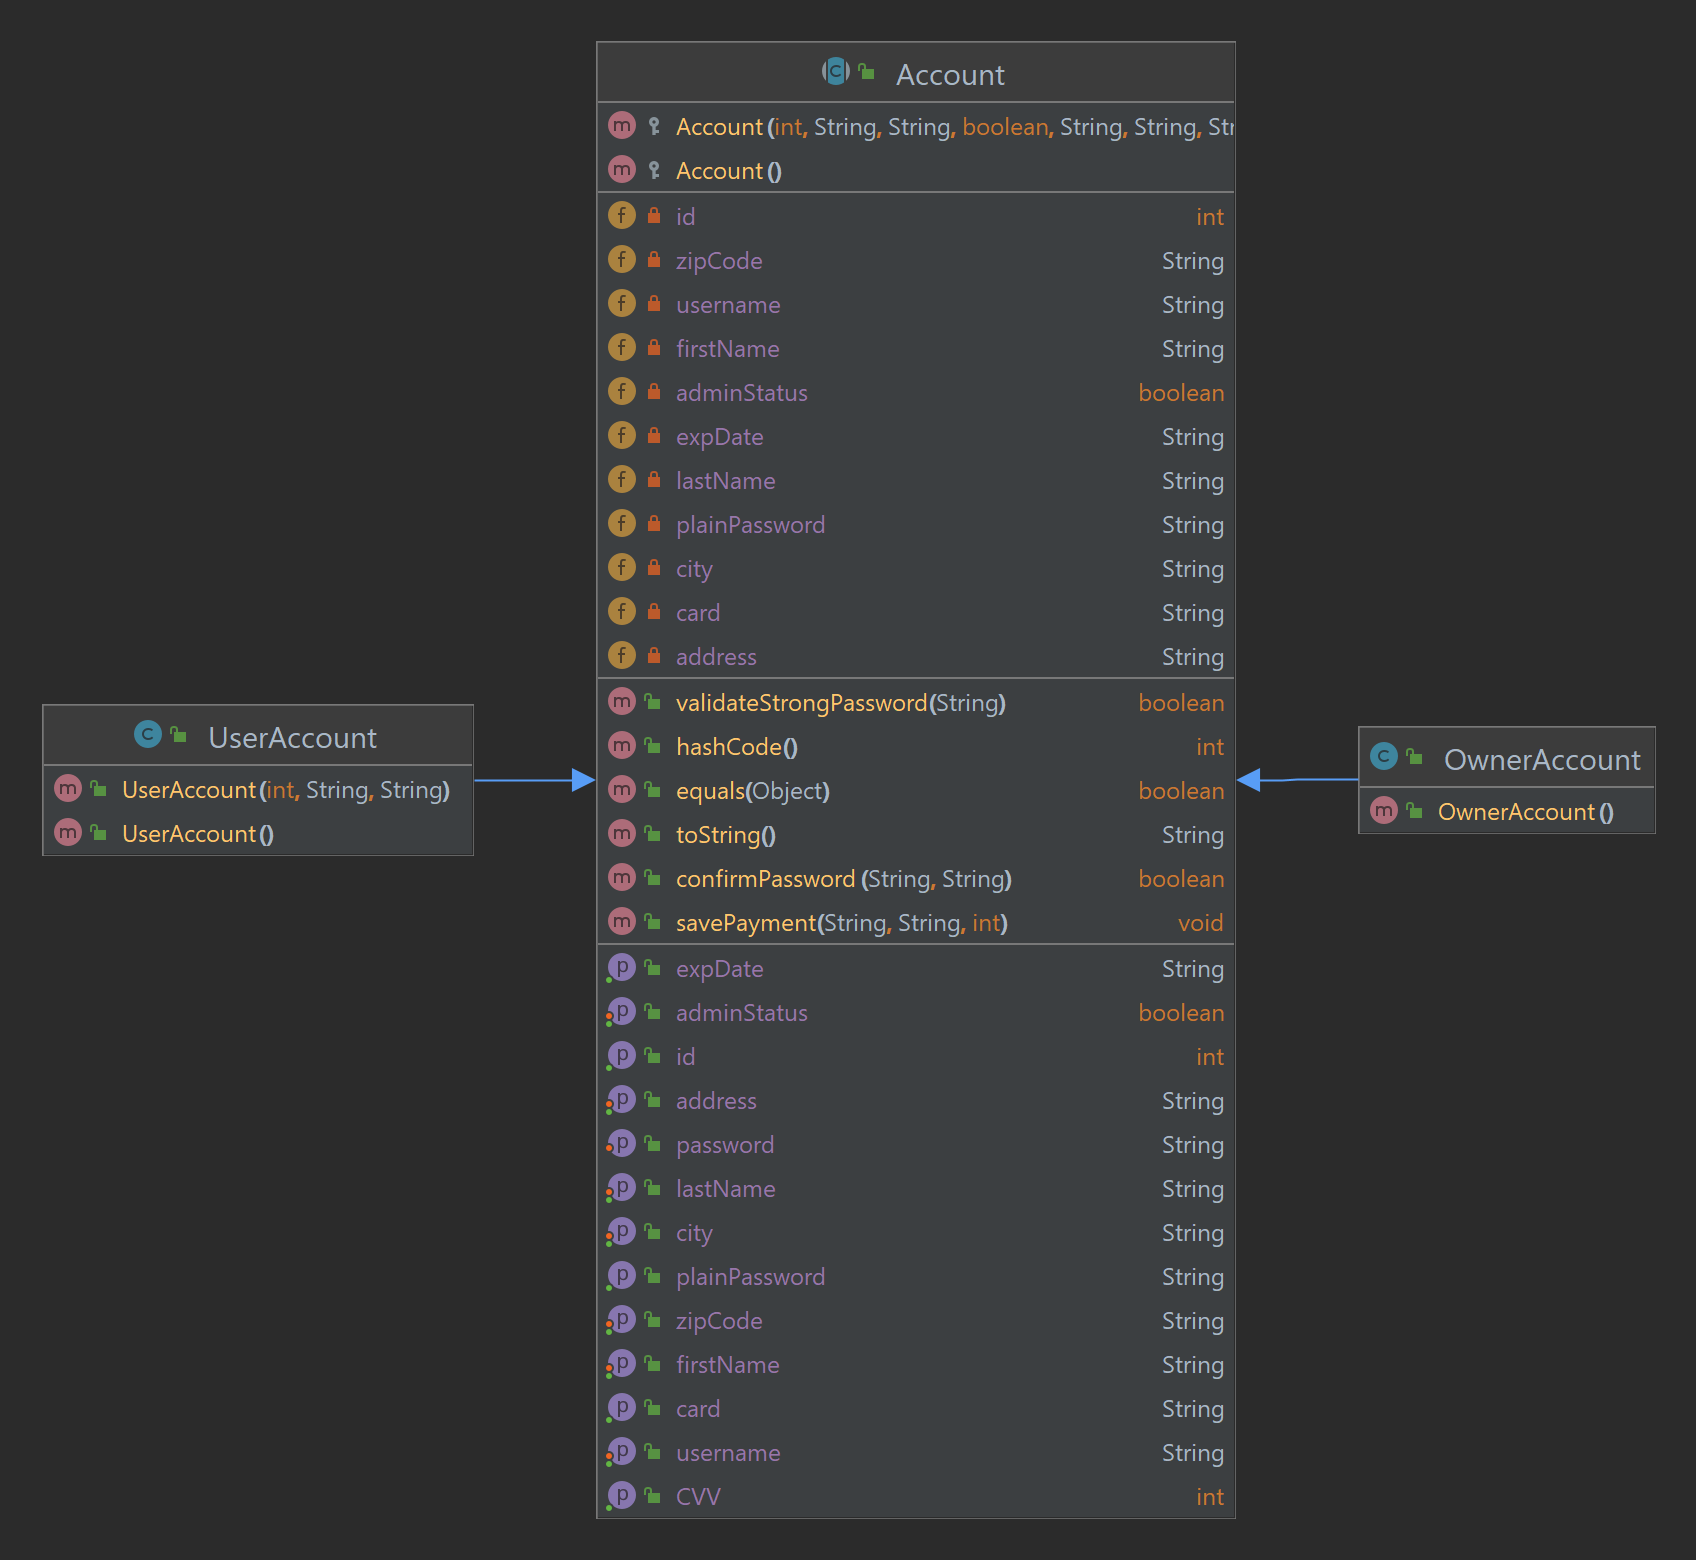 Account
Account(int, String, String, boolean, String, String, Str
Account()
id int
zipCode String
username String
firstName String
adminStatus boolean
expDate String
lastName String
plainPassword String
city String
card String
address String
validateStrongPassword(String) boolean
hashCode() int
equals(Object) boolean
toString() String
confirmPassword(String, String) boolean
savePayment(String, String, int) void
expDate String
adminStatus boolean
id int
address String
password String
lastName String
city String
plainPassword String
zipCode String
firstName String
card String
username String
CVV int
UserAccount
UserAccount(int, String, String)
UserAccount()
OwnerAccount
OwnerAccount()